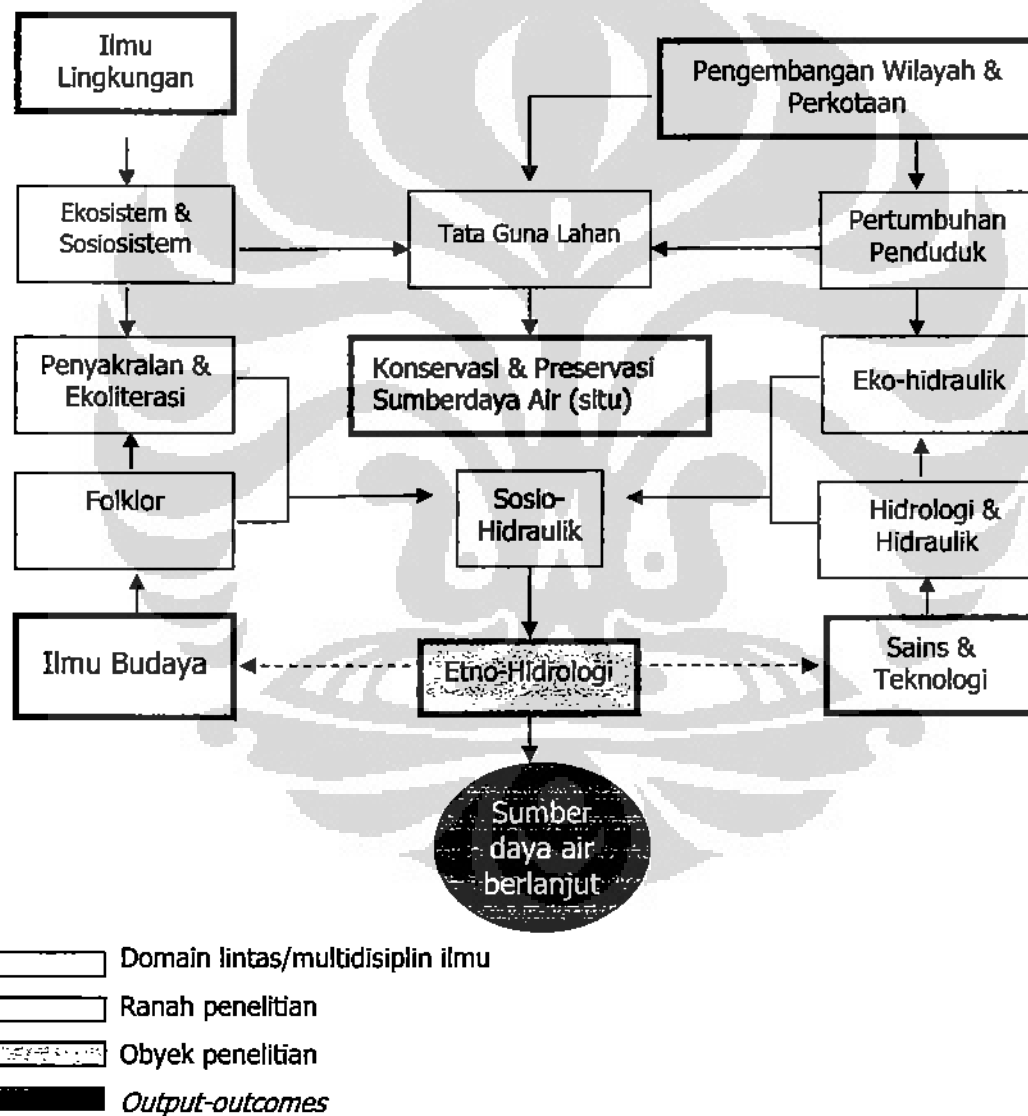 Ilmu
Lingkungan
Pengembangan Wilayah &
Perkotaan
Ekosistem &
Sosiosistem
Tata Guna Lahan
Pertumbuhan
Penduduk
Penyakralan &
Ekoliterasi
Konservasi & Preservasi
Sumberdaya Air (situ)
Eko-hidraulik
Folklor
Sosio-
Hidraulik
Hidrologi &
Hidraulik
Ilmu Budaya
Etno-Hidrologi
Sains &
Teknologi
Sumber
daya air
berlanjut
Domain lintas/multidisiplin ilmu
Ranah penelitian
Obyek penelitian
Output-outcomes